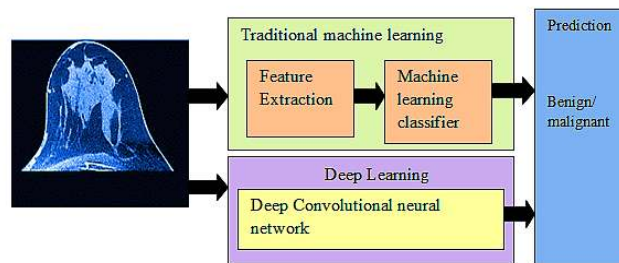 Traditional machine learning
Feature
Extraction
Machine
learning
classifier
Prediction
Benign/
malignant
Deep Learning
Deep Convolutional neural
network